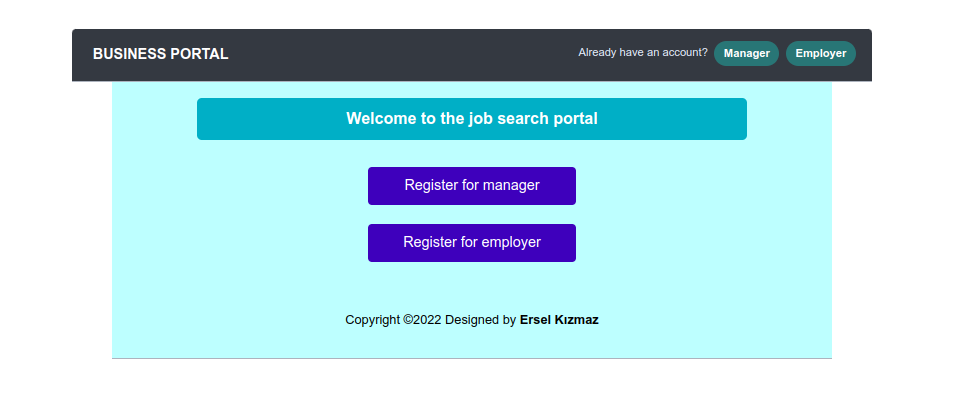 BUSINESS PORTAL
Already have an account? Manager Employer
Welcome to the job search portal
Register for manager
Register for employer
Copyright ©2022 Designed by Ersel Kızmaz